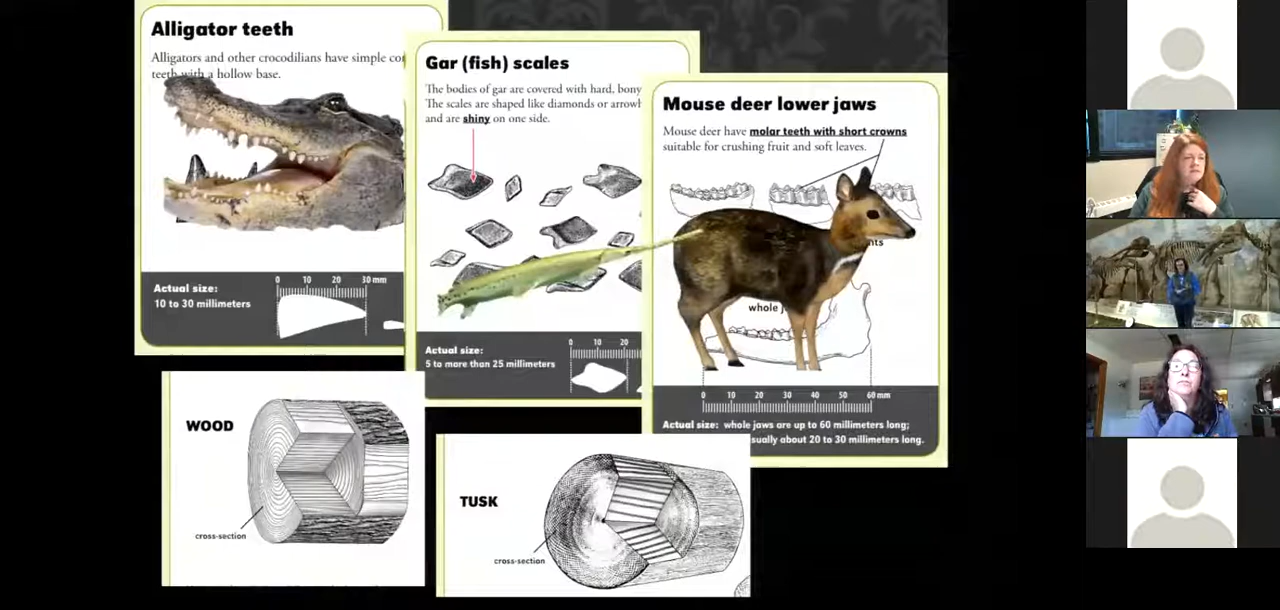 Alligator teeth
Alligators and other crocodilians have simple
teeth with a hollow base.
Actual size:
10 to 30 millimeters
0 10 20 30 mm
Gar (fish) scales
The bodies of gar are covered with hard, bony
The scales are shaped like diamonds or
and are shiny on one side.
Actual size:
5 to more than 25 millimeters
0 10 20
Mouse deer lower jaws
Mouse deer have molar teeth with short crowns
suitable for crushing fruit and soft leaves.
whole
0 10 20 30 40 50 60 mm
Actual size: whole jaws are up to 60 millimeters long;
about 20 to 30 millimeters long.
WOOD
cross-section
TUSK
cross-section